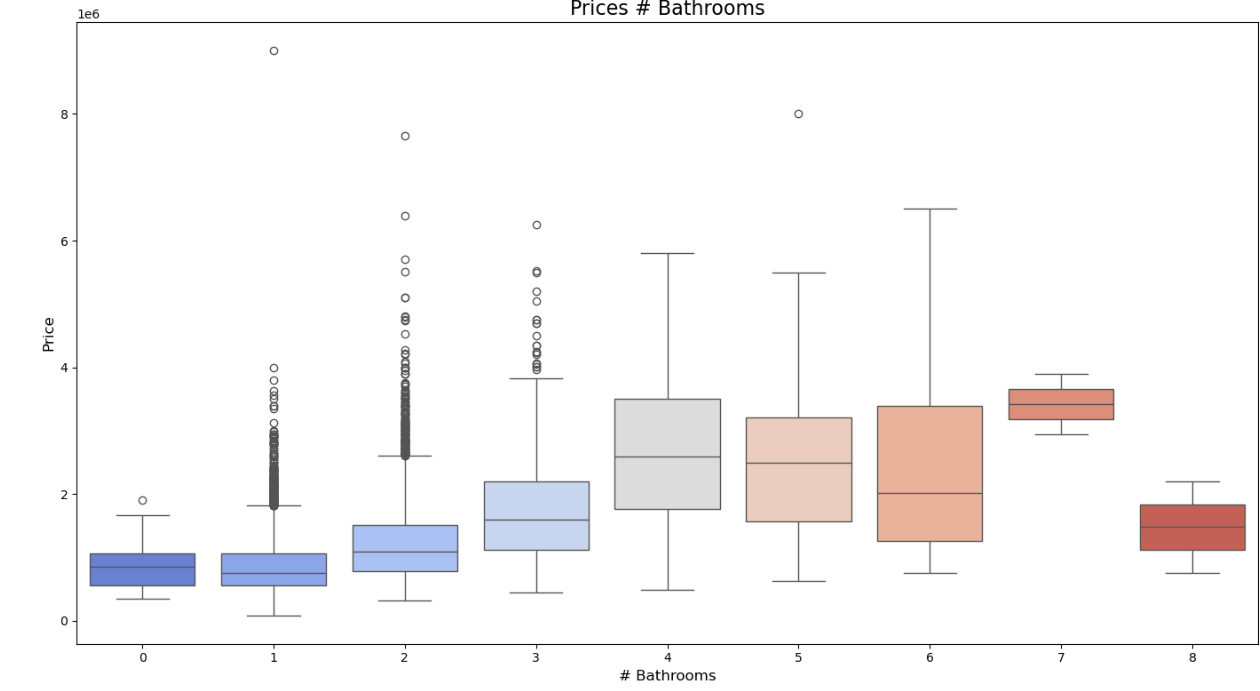 Prices # Bathrooms
1e6
8
6
4
2
0
Price
0 1 2 3 4 5 6 7 8
# Bathrooms